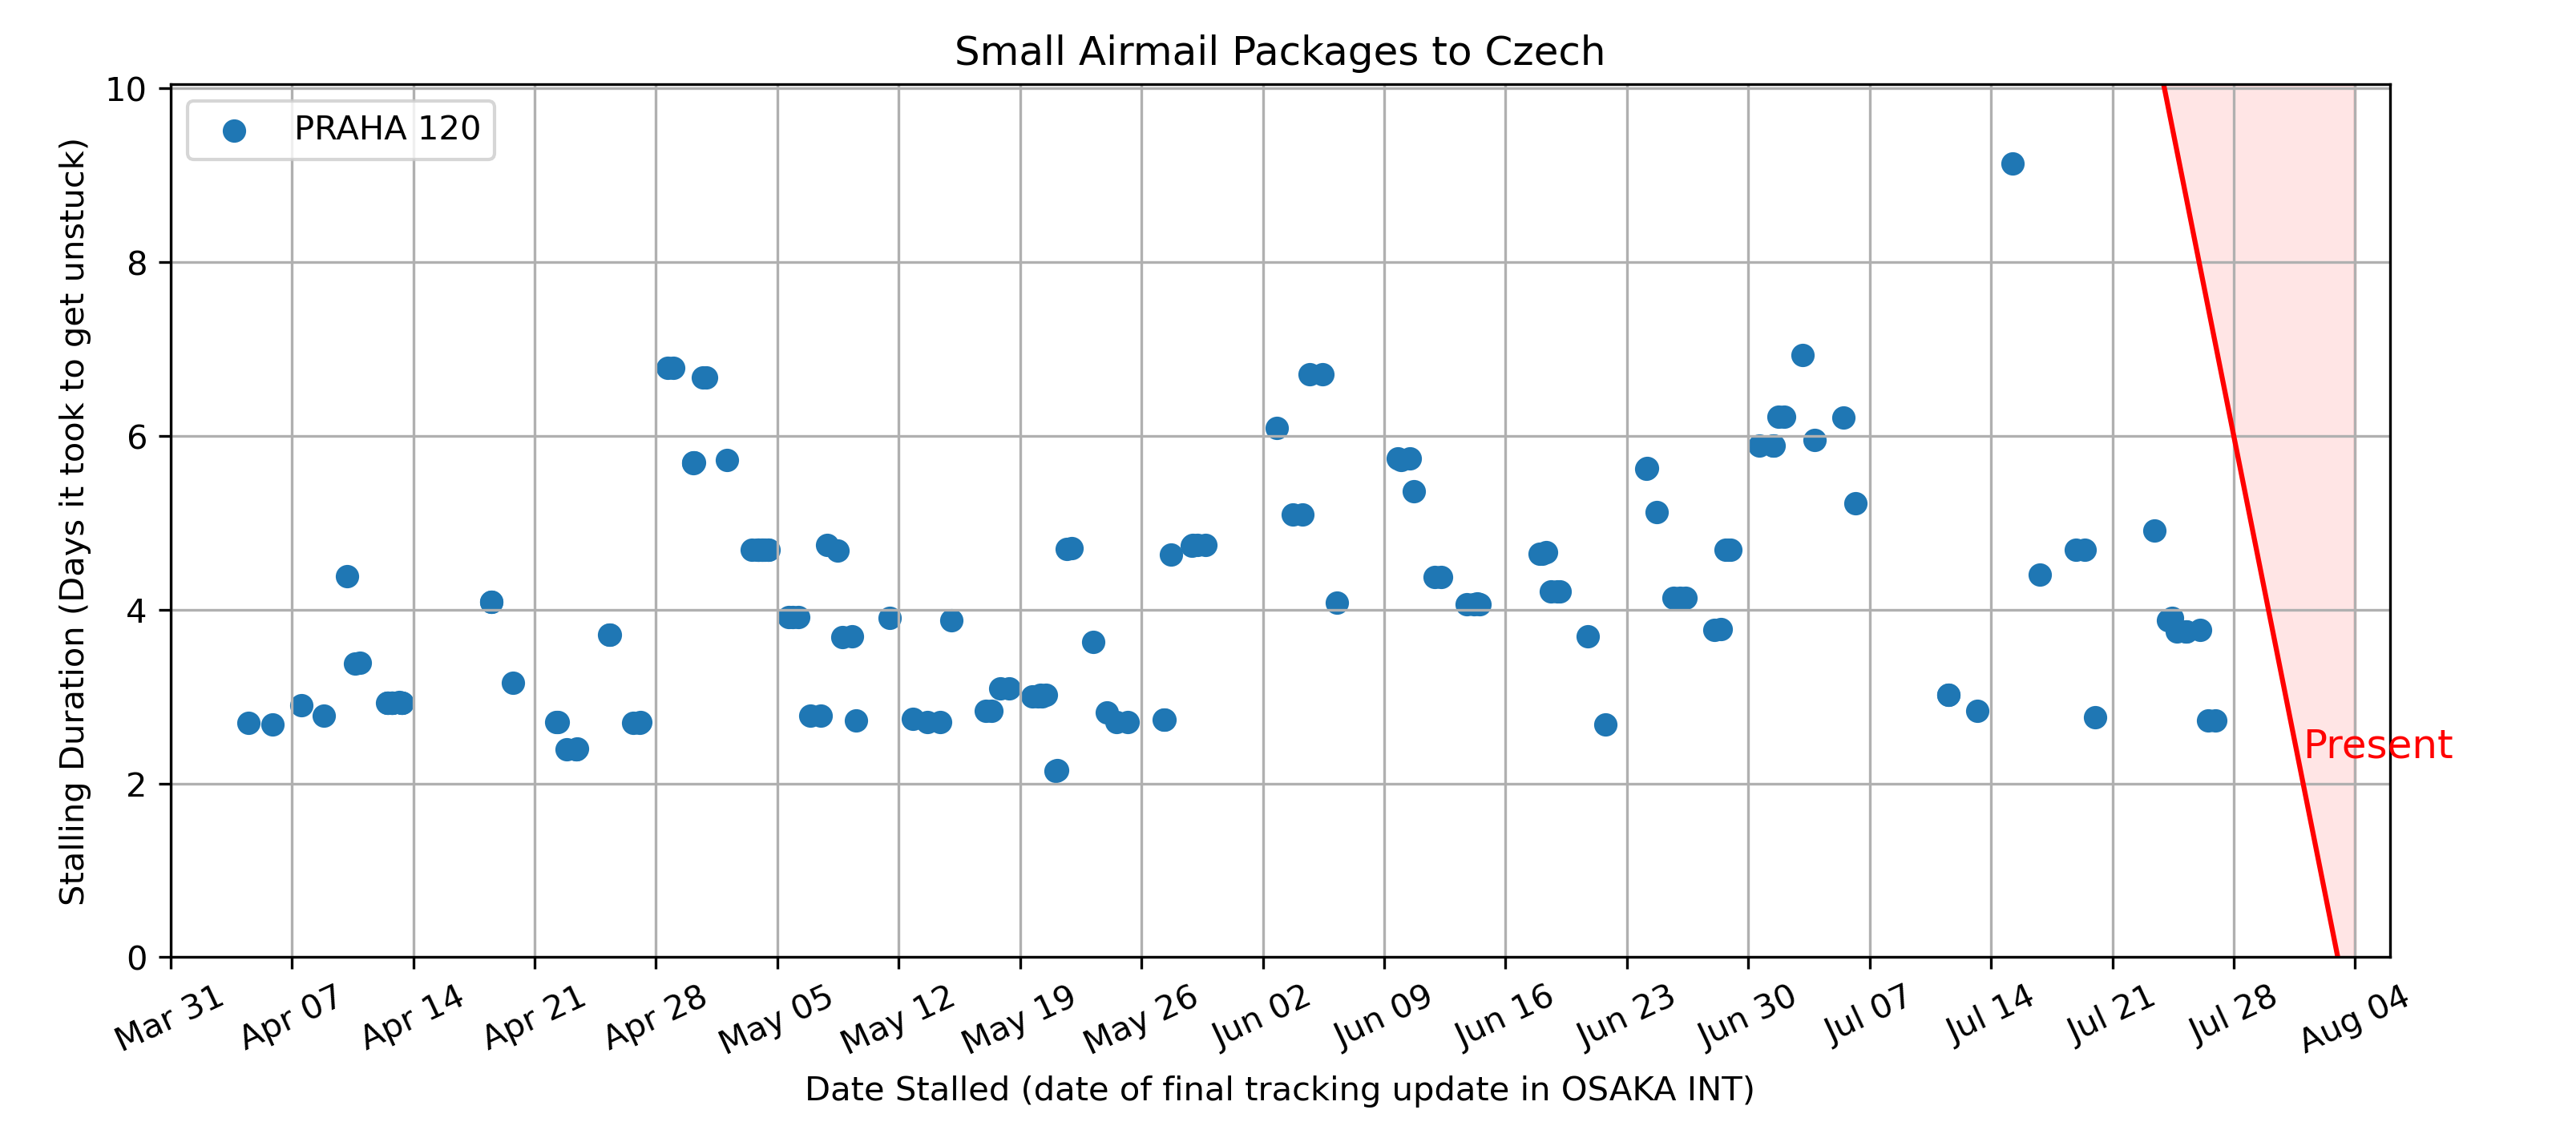 Small Airmail Packages to Czech
PRAHA 120
Stalling Duration (Days it took to get unstuck)
10
8
6
4
2
0
Present
Mar 31
Apr 07
Apr 14
Apr 21
Apr 28
May 05
May 12
May 19
May 26
Jun 02
Jun 09
Jun 16
Jun 23
Jun 30
Jul 07
Jul 14
Jul 21
Jul 28
Aug 04
Date Stalled (date of final tracking update in OSAKA INT)